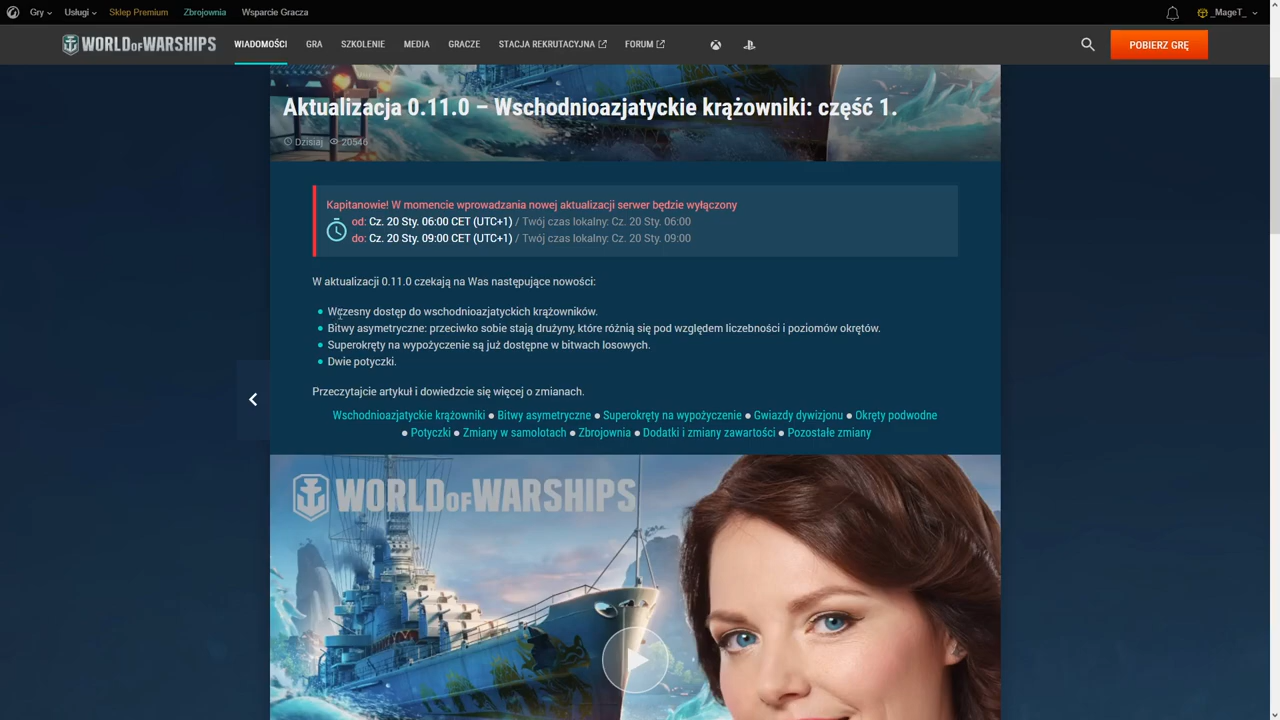 Gry Usługi Sklep Premium Zbrojownia Wsparcie Gracza _MageT_
WORLD OF WARSHIPS WIADOMOŚCI GRA SZKOLENIE MEDIA GRACZE STACJA REKRUTACYJNA FORUM POBIERZ GRĘ
Aktualizacja 0.11.0 – Wschodnioazjatyckie krążowniki: część 1.
Dzisiaj 20546
Kapitanowie! W momencie wprowadzania nowej aktualizacji serwer będzie wyłączony
od: Cz. 20 Sty. 06:00 CET (UTC+1) / Twój czas lokalny: Cz. 20 Sty. 06:00
do: Cz. 20 Sty. 09:00 CET (UTC+1) / Twój czas lokalny: Cz. 20 Sty. 09:00
W aktualizacji 0.11.0 czekają na Was następujące nowości:
• Wczesny dostęp do wschodnioazjatyckich krążowników.
• Bitwy asymetryczne: przeciwko sobie stają drużyny, które różnią się pod względem liczebności i poziomów okrętów.
• Superokręty na wypożyczenie są już dostępne w bitwach losowych.
• Dwie potyczki.
Przeczytajcie artykuł i dowiedzcie się więcej o zmianach.
Wschodnioazjatyckie krążowniki ● Bitwy asymetryczne ● Superokręty na wypożyczenie ● Gwiazdy dywizjonu ● Okręty podwodne
● Potyczki ● Zmiany w samolotach ● Zbrojownia ● Dodatki i zmiany zawartości ● Pozostałe zmiany
WORLD OF WARSHIPS